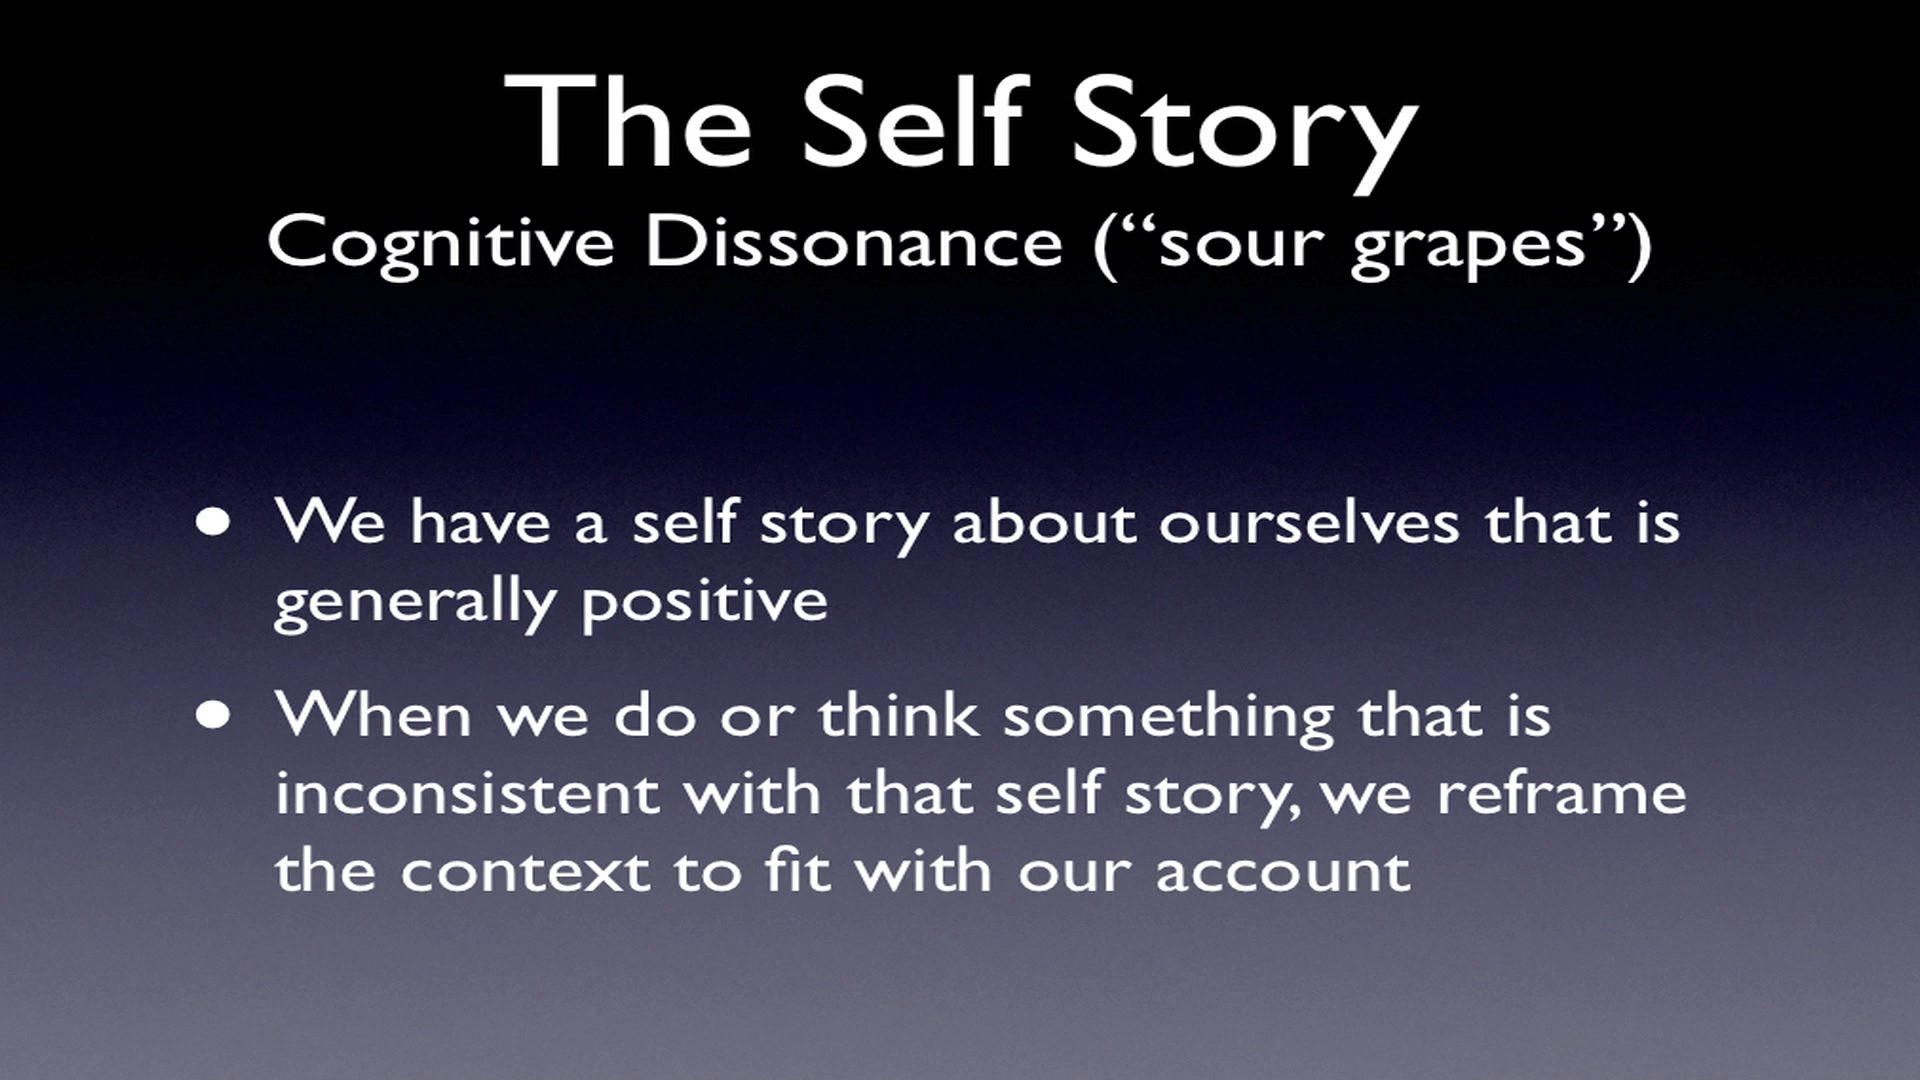 The Self Story
Cognitive Dissonance (“sour grapes”)
• We have a self story about ourselves that is
generally positive
• When we do or think something that is
inconsistent with that self story, we reframe
the context to fit with our account